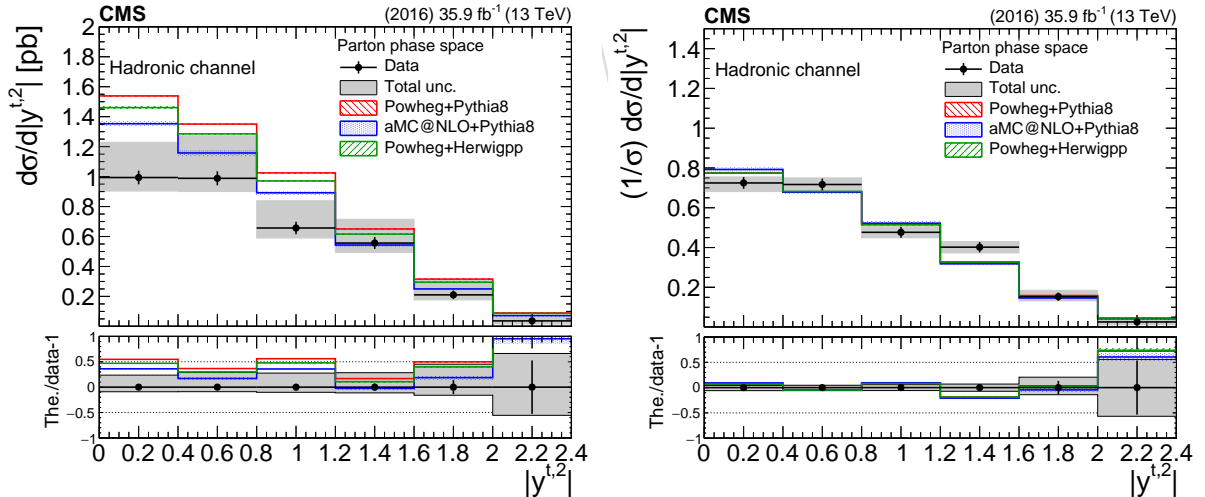 CMS (2016) 35.9 fb⁻¹ (13 TeV)
dσ/d|y^{t,2}| [pb]
2
1.8
1.6
1.4
1.2
1
0.8
0.6
0.4
0.2
Hadronic channel
Parton phase space
Data
Total unc.
Powheg+Pythia8
aMC@NLO+Pythia8
Powheg+Herwigpp
The./data-1
1
0.5
0
−0.5
−1
0 0.2 0.4 0.6 0.8 1 1.2 1.4 1.6 1.8 2 2.2 2.4
|y^{t,2}|
CMS (2016) 35.9 fb⁻¹ (13 TeV)
(1/σ) dσ/d|y^{t,2}|
1.4
1.2
1
0.8
0.6
0.4
0.2
Hadronic channel
Parton phase space
Data
Total unc.
Powheg+Pythia8
aMC@NLO+Pythia8
Powheg+Herwigpp
The./data-1
1
0.5
0
−0.5
−1
0 0.2 0.4 0.6 0.8 1 1.2 1.4 1.6 1.8 2 2.2 2.4
|y^{t,2}|